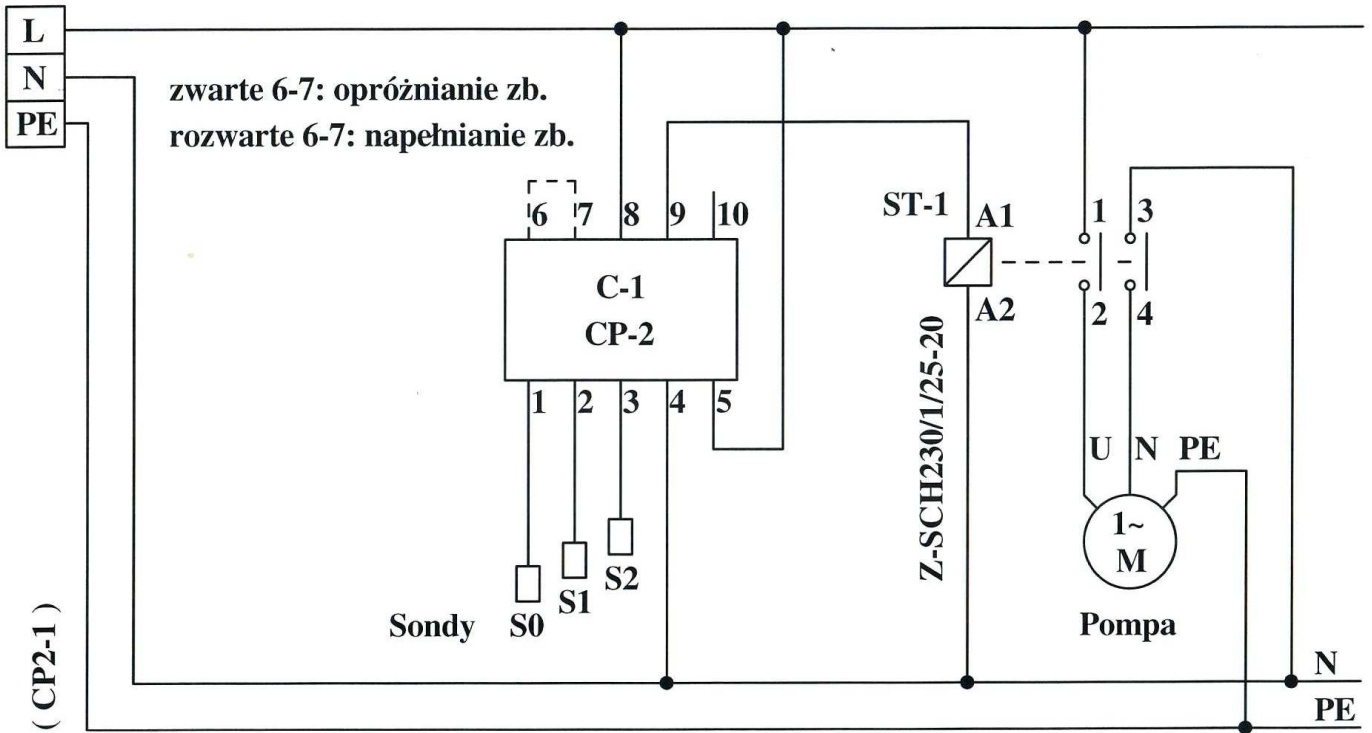 L
N
PE
zwarte 6-7: opróżnianie zb.
rozwarte 6-7: napełnianie zb.
6 7 8 9 10
C-1
CP-2
1 2 3 4 5
S0 S1 S2
Sondy
ST-1
A1
A2
Z-SCH230/1/25-20
1 3
2 4
U N PE
1~
M
Pompa
N
PE
( CP2-1 )